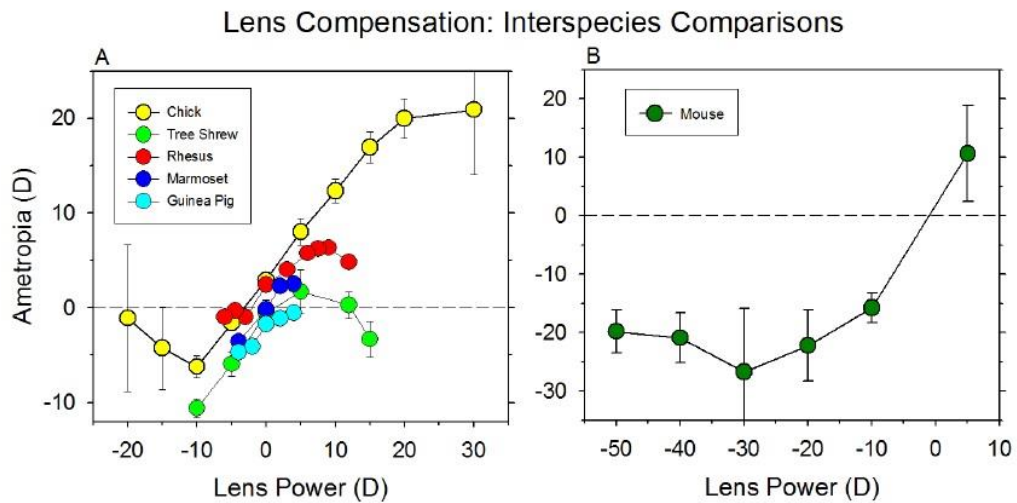 Lens Compensation: Interspecies Comparisons
A
B
Chick
Tree Shrew
Rhesus
Marmoset
Guinea Pig
Mouse
Ametropia (D)
20
10
0
-10
20
10
0
-10
-20
-30
-20 -10 0 10 20 30
-50 -40 -30 -20 -10 0 10
Lens Power (D)
Lens Power (D)